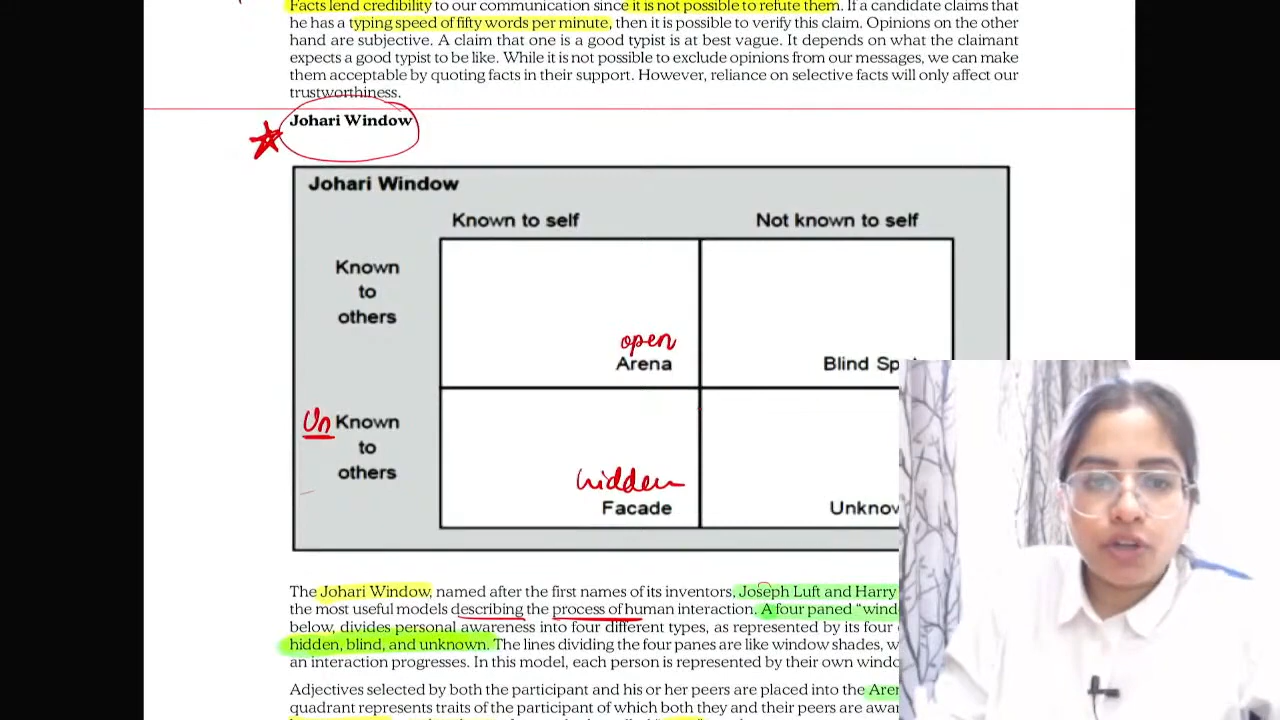 Facts lend credibility to our communication since it is not possible to refute them. If a candidate claims that
he has a typing speed of fifty words per minute, then it is possible to verify this claim. Opinions on the other
hand are subjective. A claim that one is a good typist is at best vague. It depends on what the claimant
expects a good typist to be like. While it is not possible to exclude opinions from our messages, we can make
them acceptable by quoting facts in their support. However, reliance on selective facts will only affect our
trustworthiness.
Johari Window
Johari Window
Known to self Not known to self
Known
to
others
open
Arena Blind
Un Known
to
others
hidden
Facade
The Johari Window, named after the first names of its inventors, Joseph Luft and Harry
the most useful models describing the process of human interaction. A four paned "wind
below, divides personal awareness into four different types, as represented by its four
hidden, blind, and unknown. The lines dividing the four panes are like window shades,
an interaction progresses. In this model, each person is represented by their own
Adjectives selected by both the participant and his or her peers are placed into the
quadrant represents traits of the participant of which both they and their peers are